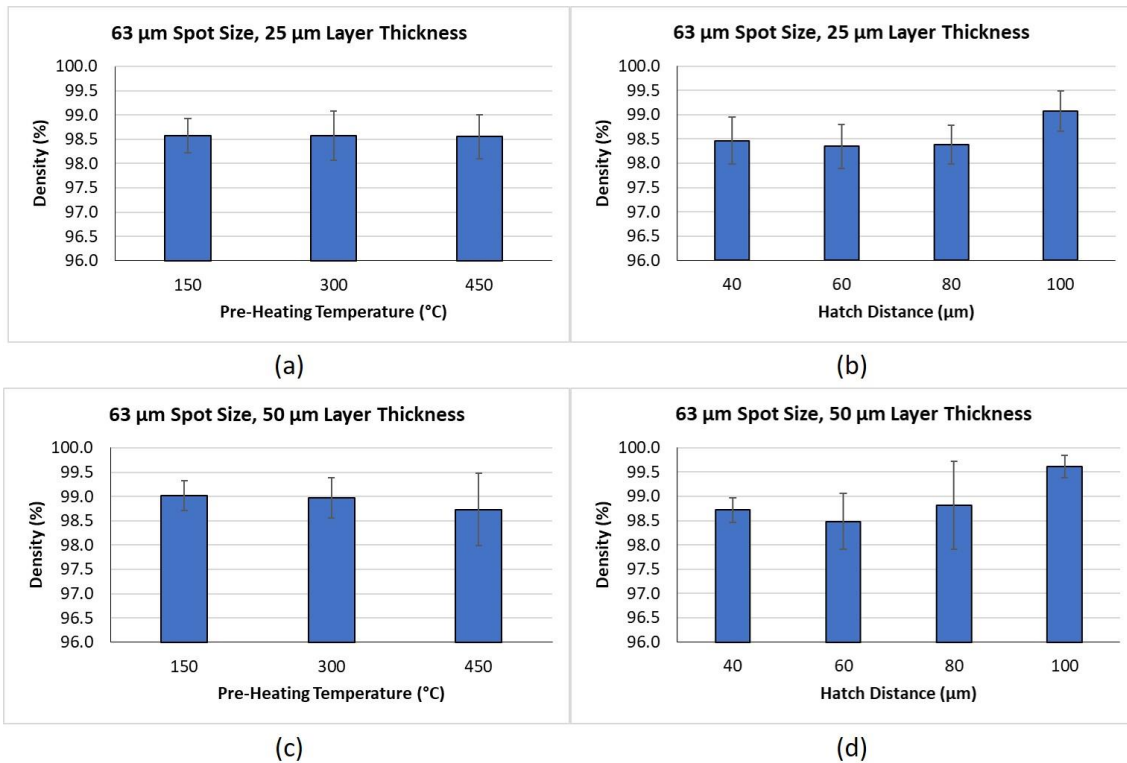 63 µm Spot Size, 25 µm Layer Thickness
100.0
99.5
99.0
98.5
98.0
97.5
97.0
96.5
96.0
Density (%)
150 300 450
Pre-Heating Temperature (°C)
(a)
63 µm Spot Size, 25 µm Layer Thickness
100.0
99.5
99.0
98.5
98.0
97.5
97.0
96.5
96.0
Density (%)
40 60 80 100
Hatch Distance (µm)
(b)
63 µm Spot Size, 50 µm Layer Thickness
100.0
99.5
99.0
98.5
98.0
97.5
97.0
96.5
96.0
Density (%)
150 300 450
Pre-Heating Temperature (°C)
(c)
63 µm Spot Size, 50 µm Layer Thickness
100.0
99.5
99.0
98.5
98.0
97.5
97.0
96.5
96.0
Density (%)
40 60 80 100
Hatch Distance (µm)
(d)